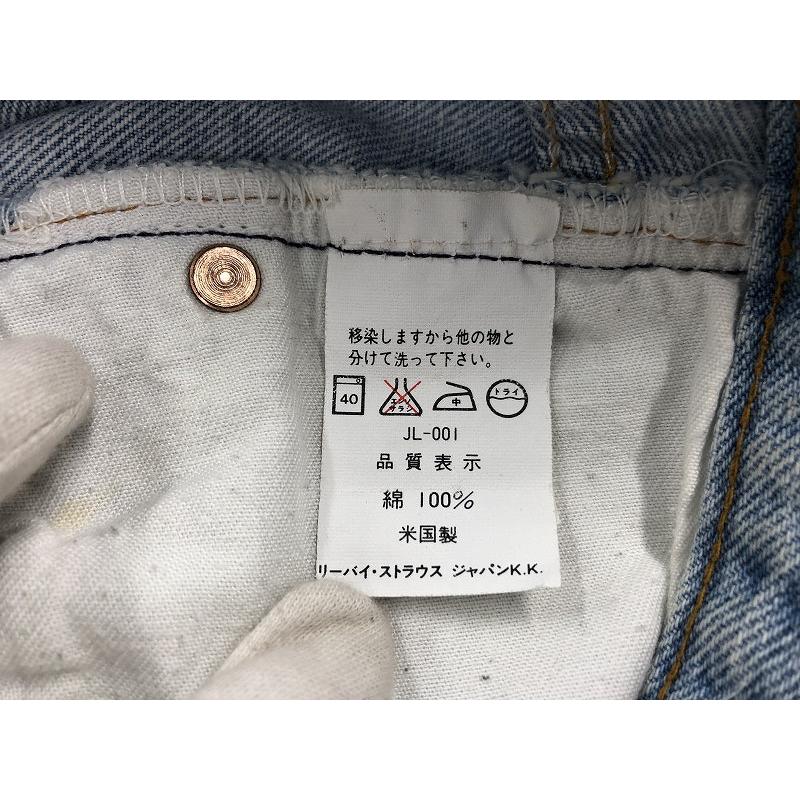 移染しますから他の物と
分けて洗って下さい。
40 エンソ サラシ 中 ドライ
JL-001
品質表示
綿 100%
米国製
リーバイ・ストラウス ジャパンK.K.